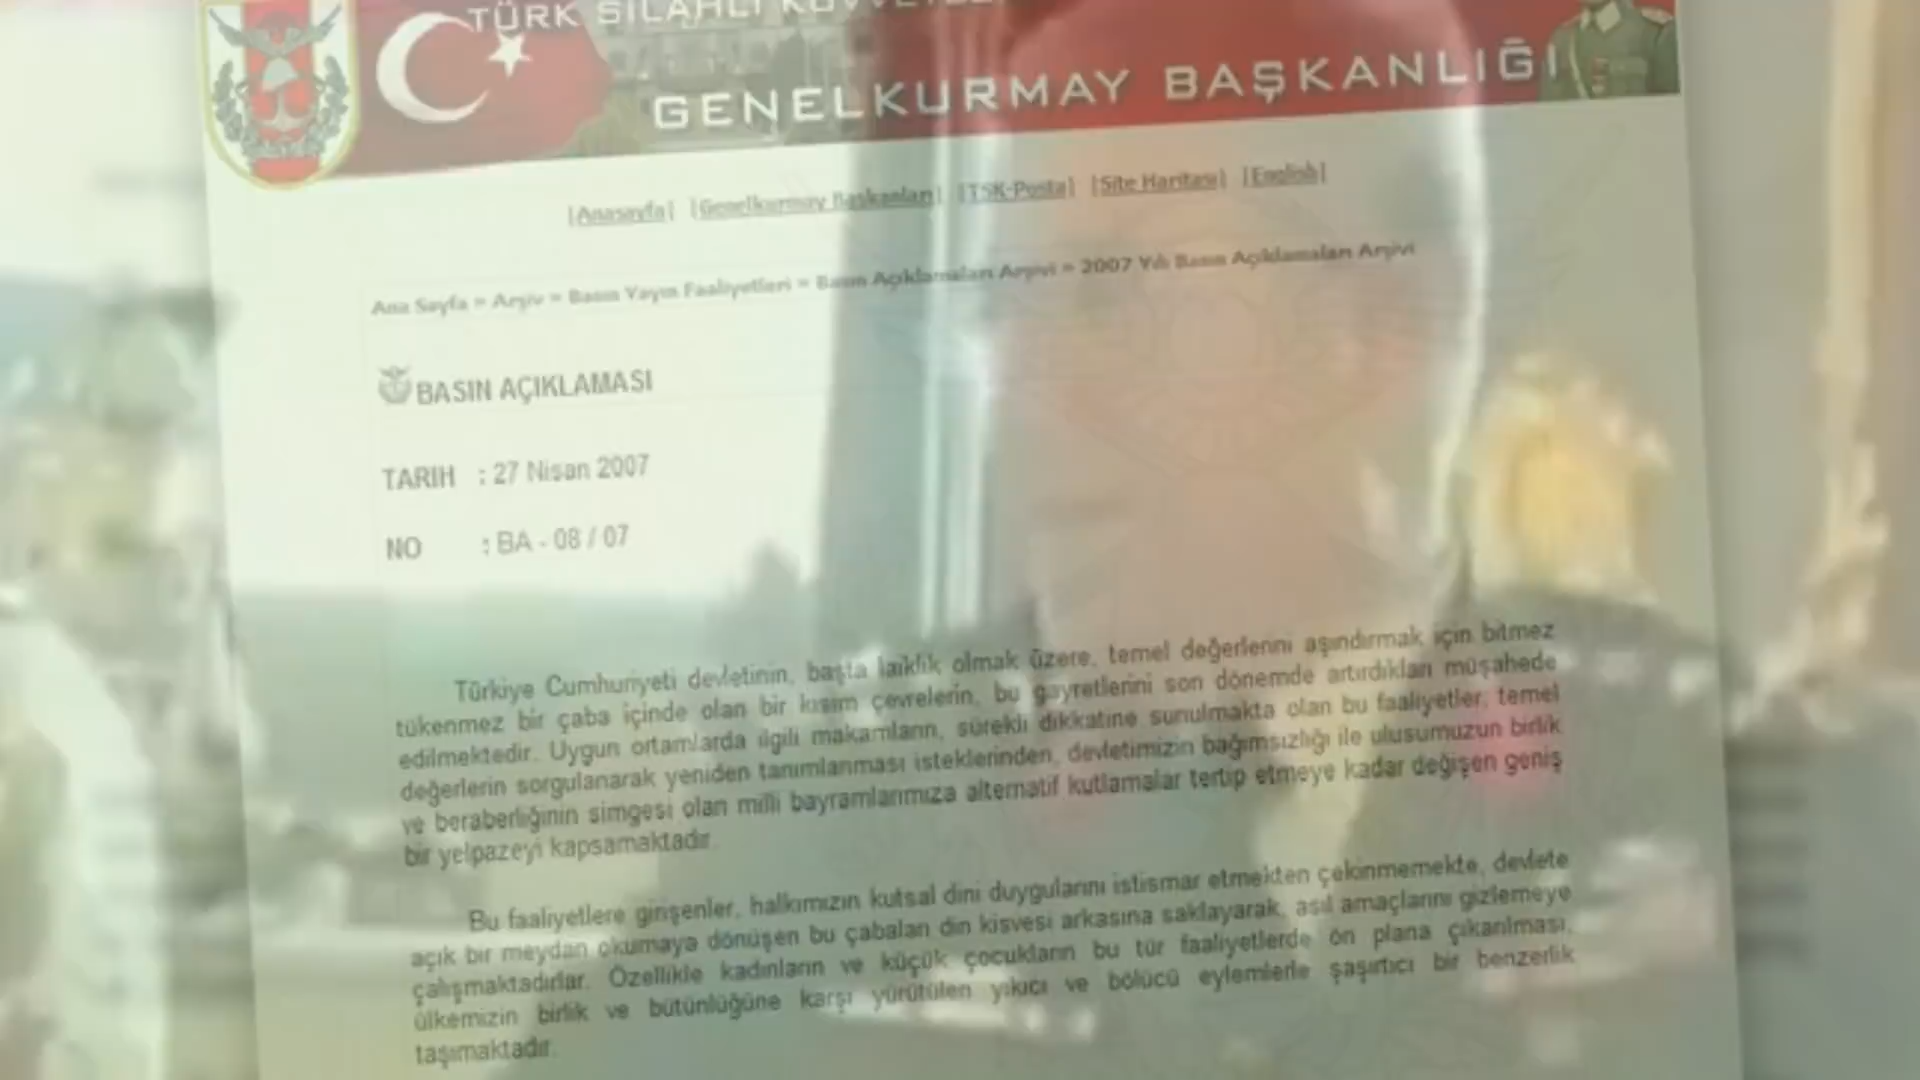 TÜRK SİLAHLI KUVVETLE
GENELKURMAY BAŞKANLIĞI
|Anasayfa| |Genelkurmay Başkanları| |TSK-Posta| |Site Haritası| |English|
Ana Sayfa » Arşiv » Basın Yayın Faaliyetleri » Basın Açıklamaları Arşivi » 2007 Yılı Basın Açıklamaları Arşivi
BASIN AÇIKLAMASI
TARİH : 27 Nisan 2007
NO : BA - 08 / 07
Türkiye Cumhuriyeti devletinin, başta laiklik olmak üzere, temel değerlerini aşındırmak için bitmez
tükenmez bir çaba içinde olan bir kısım çevrelerin, bu gayretlerini son dönemde artırdıkları müşahede
edilmektedir. Uygun ortamlarda ilgili makamların, sürekli dikkatine sunulmakta olan bu faaliyetler; temel
değerlerin sorgulanarak yeniden tanımlanması isteklerinden, devletimizin bağımsızlığı ile ulusumuzun birlik
ve beraberliğinin simgesi olan milli bayramlarımıza alternatif kutlamalar tertip etmeye kadar değişen geniş
bir yelpazeyi kapsamaktadır.
Bu faaliyetlere girişenler, halkımızın kutsal dini duygularını istismar etmekten çekinmemekte, devlete
açık bir meydan okumaya dönüşen bu çabaları din kisvesi arkasına saklayarak, asıl amaçlarını gizlemeye
çalışmaktadırlar. Özellikle kadınların ve küçük çocukların bu tür faaliyetlerde ön plana çıkarılması,
ülkemizin birlik ve bütünlüğüne karşı yürütülen yıkıcı ve bölücü eylemlerle şaşırtıcı bir benzerlik
taşımaktadır.